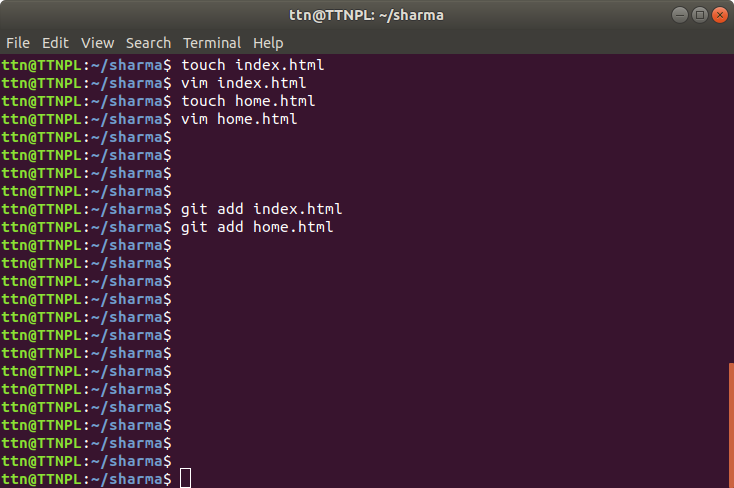 ttn@TTNPL: ~/sharma
File Edit View Search Terminal Help
ttn@TTNPL:~/sharma$ touch index.html
ttn@TTNPL:~/sharma$ vim index.html
ttn@TTNPL:~/sharma$ touch home.html
ttn@TTNPL:~/sharma$ vim home.html
ttn@TTNPL:~/sharma$
ttn@TTNPL:~/sharma$
ttn@TTNPL:~/sharma$
ttn@TTNPL:~/sharma$
ttn@TTNPL:~/sharma$ git add index.html
ttn@TTNPL:~/sharma$ git add home.html
ttn@TTNPL:~/sharma$
ttn@TTNPL:~/sharma$
ttn@TTNPL:~/sharma$
ttn@TTNPL:~/sharma$
ttn@TTNPL:~/sharma$
ttn@TTNPL:~/sharma$
ttn@TTNPL:~/sharma$
ttn@TTNPL:~/sharma$
ttn@TTNPL:~/sharma$
ttn@TTNPL:~/sharma$
ttn@TTNPL:~/sharma$
ttn@TTNPL:~/sharma$
ttn@TTNPL:~/sharma$
ttn@TTNPL:~/sharma$